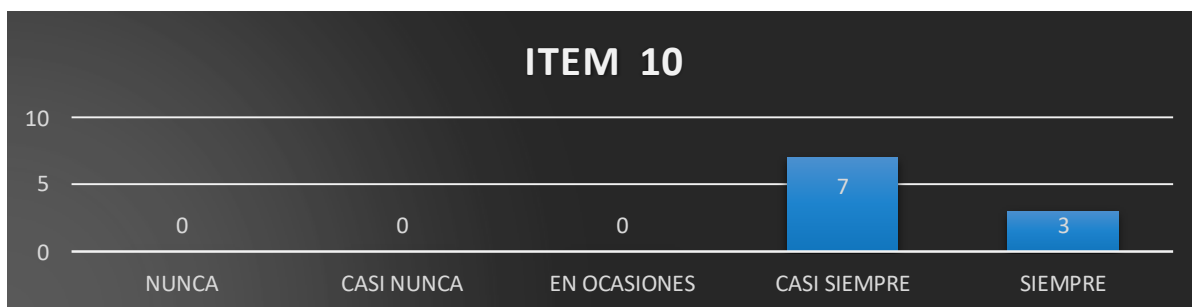 ITEM 10
10
5
0
0 0 0 7 3
NUNCA CASI NUNCA EN OCASIONES CASI SIEMPRE SIEMPRE